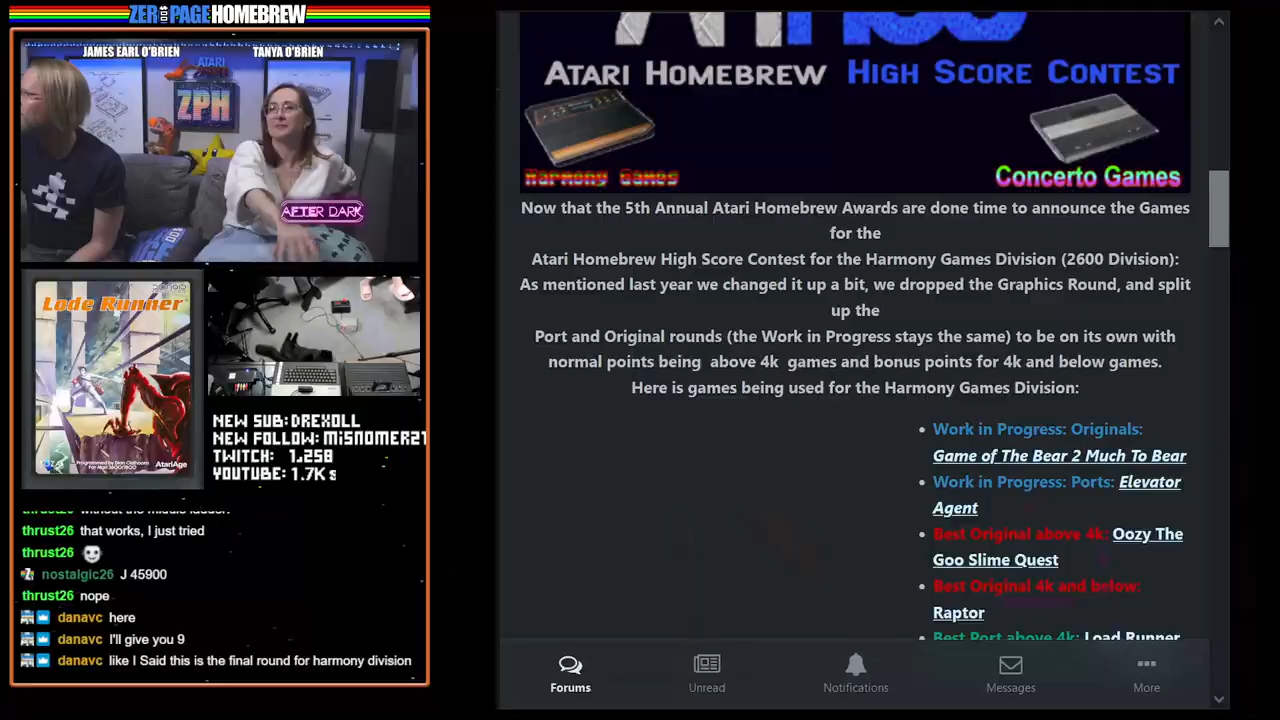 ZERO PAGE HOMEBREW
JAMES EARL O'BRIEN
TANYA O'BRIEN
ATARI
ZPH
AFTER DARK
Lode Runner
AtariAge
NEW SUB: DREXOLL
NEW FOLLOW: MISNOMER21
TWITCH: 1,258
YOUTUBE: 1.7K s
thrust26 without the middle ladder.
thrust26 that works, I just tried
thrust26
nostalgic26 J 45900
thrust26 nope
danavc here
danavc I'll give you 9
danavc like I Said this is the final round for harmony division
ATARI HOMEBREW HIGH SCORE CONTEST
Harmony Games
Concerto Games
Now that the 5th Annual Atari Homebrew Awards are done time to announce the Games
for the
Atari Homebrew High Score Contest for the Harmony Games Division (2600 Division):
As mentioned last year we changed it up a bit, we dropped the Graphics Round, and split
up the
Port and Original rounds (the Work in Progress stays the same) to be on its own with
normal points being above 4k games and bonus points for 4k and below games.
Here is games being used for the Harmony Games Division:
Work in Progress: Originals:
Game of The Bear 2 Much To Bear
Work in Progress: Ports: Elevator
Agent
Best Original above 4k: Oozy The
Goo Slime Quest
Best Original 4k and below:
Raptor
Best Port above 4k: Load Runner
Forums
Unread
Notifications
Messages
More